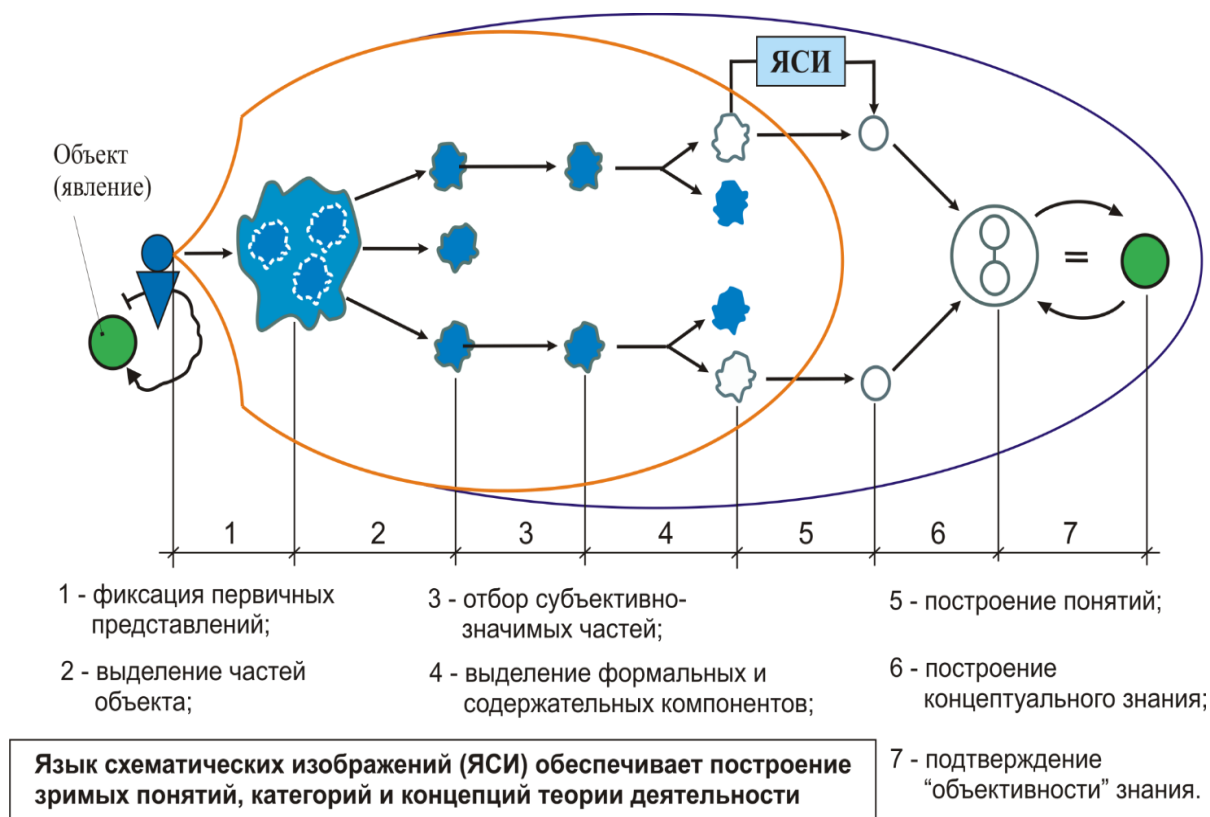 ЯСИ
Объект
(явление)
=
1 2 3 4 5 6 7
1 - фиксация первичных
представлений;
2 - выделение частей
объекта;
3 - отбор субъективно-
значимых частей;
4 - выделение формальных и
содержательных компонентов;
5 - построение понятий;
6 - построение
концептуального знания;
7 - подтверждение
"объективности" знания.
Язык схематических изображений (ЯСИ) обеспечивает построение
зримых понятий, категорий и концепций теории деятельности